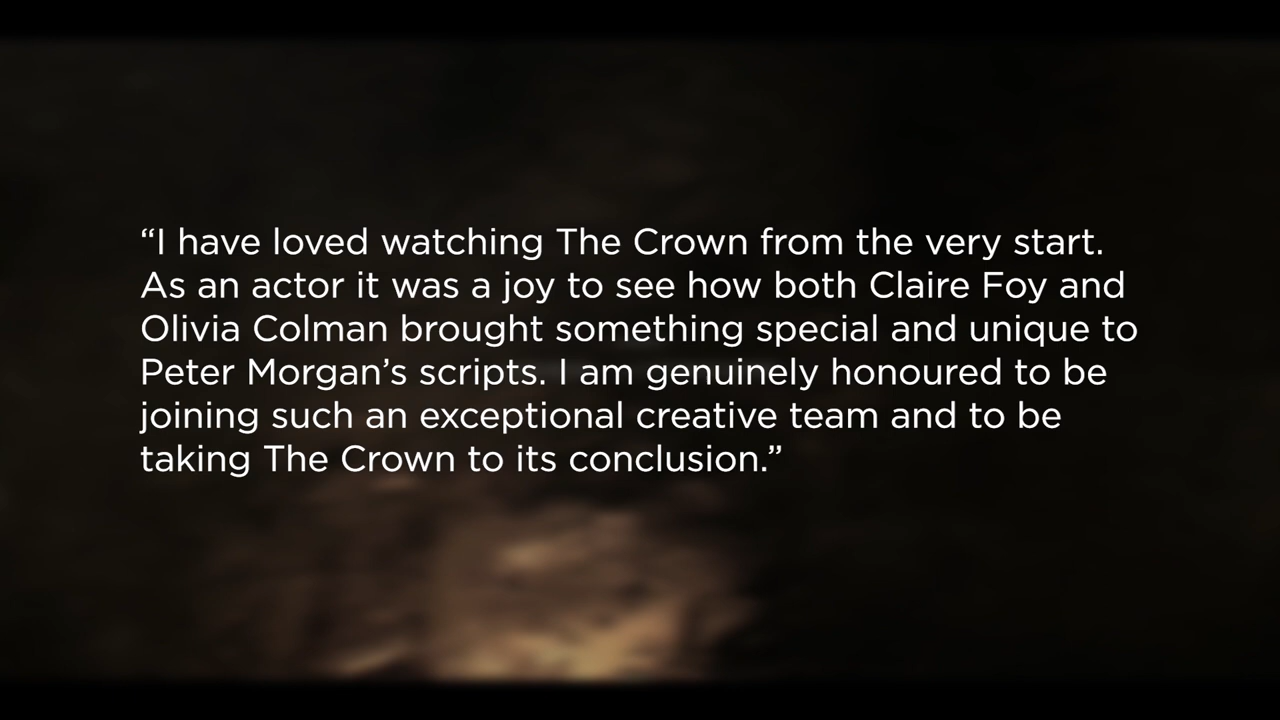 “I have loved watching The Crown from the very start.
As an actor it was a joy to see how both Claire Foy and
Olivia Colman brought something special and unique to
Peter Morgan’s scripts. I am genuinely honoured to be
joining such an exceptional creative team and to be
taking The Crown to its conclusion.”